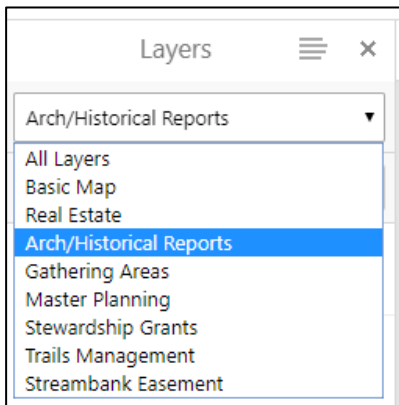 Layers
Arch/Historical Reports
All Layers
Basic Map
Real Estate
Arch/Historical Reports
Gathering Areas
Master Planning
Stewardship Grants
Trails Management
Streambank Easement